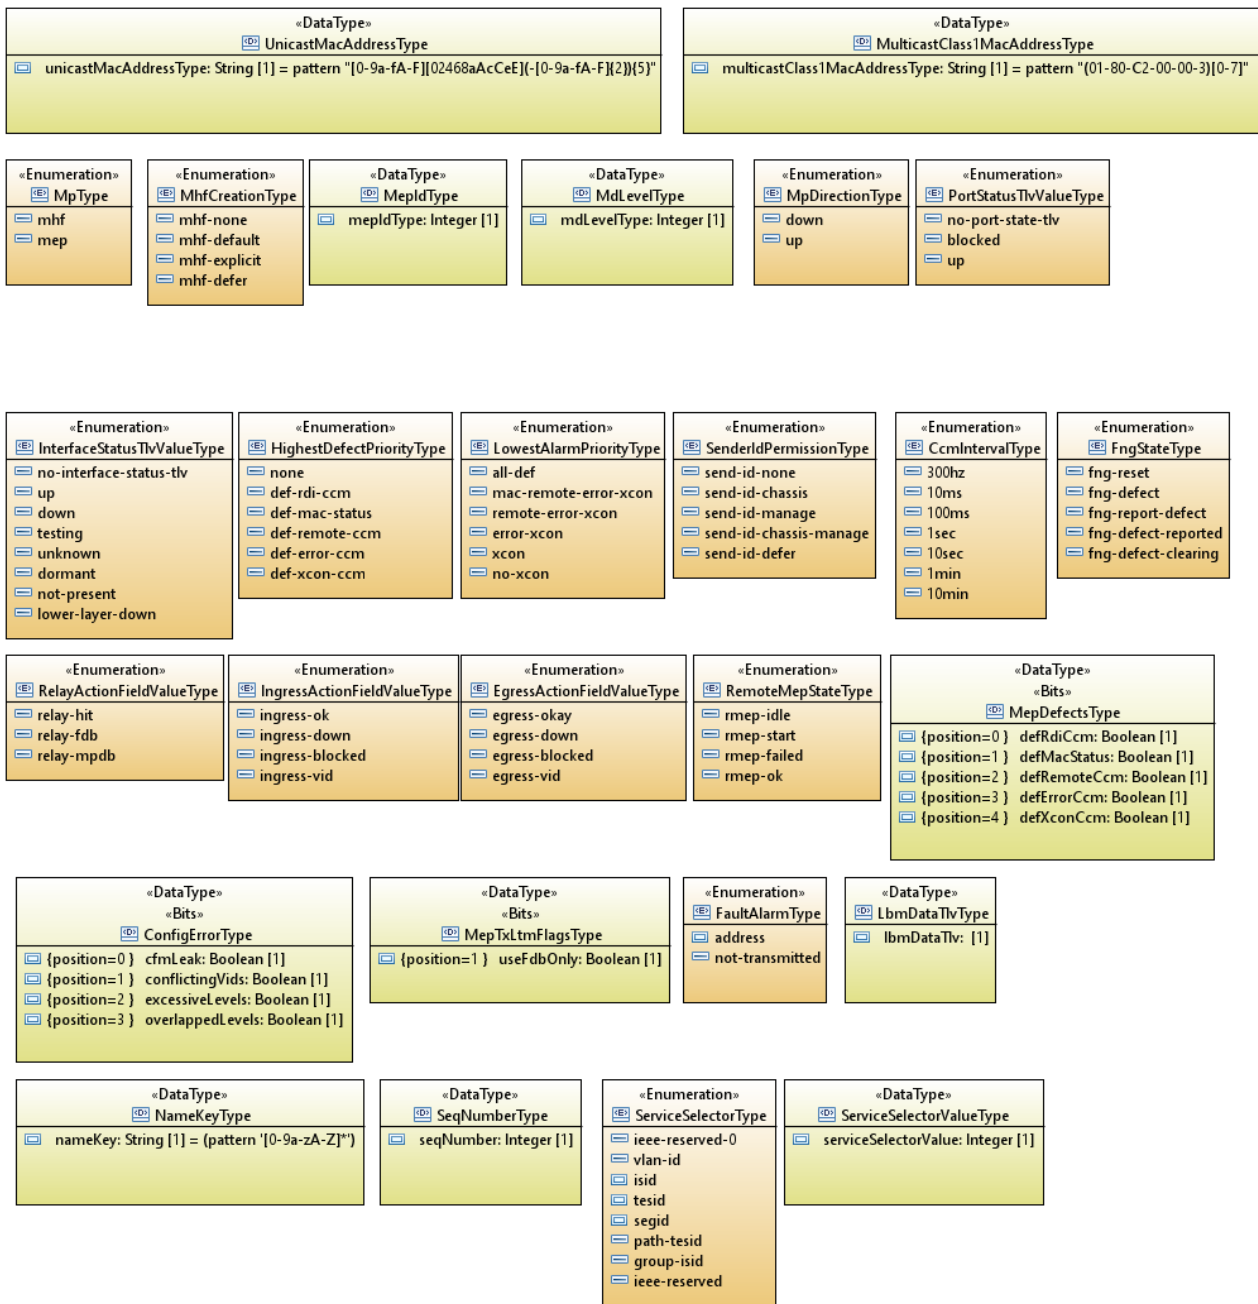 «DataType»
UnicastMacAddressType
unicastMacAddressType: String [1] = pattern "[0-9a-fA-F][02468aAcCeE](-[0-9a-fA-F]{2}){5}"
«DataType»
MulticastClass1MacAddressType
multicastClass1MacAddressType: String [1] = pattern "(01-80-C2-00-00-3)[0-7]"
«Enumeration»
MpType
mhf
mep
«Enumeration»
MhfCreationType
mhf-none
mhf-default
mhf-explicit
mhf-defer
«DataType»
MepIdType
mepIdType: Integer [1]
«DataType»
MdLevelType
mdLevelType: Integer [1]
«Enumeration»
MpDirectionType
down
up
«Enumeration»
PortStatusTlvValueType
no-port-state-tlv
blocked
up
«Enumeration»
InterfaceStatusTlvValueType
no-interface-status-tlv
up
down
testing
unknown
dormant
not-present
lower-layer-down
«Enumeration»
HighestDefectPriorityType
none
def-rdi-ccm
def-mac-status
def-remote-ccm
def-error-ccm
def-xcon-ccm
«Enumeration»
LowestAlarmPriorityType
all-def
mac-remote-error-xcon
remote-error-xcon
error-xcon
xcon
no-xcon
«Enumeration»
SenderIdPermissionType
send-id-none
send-id-chassis
send-id-manage
send-id-chassis-manage
send-id-defer
«Enumeration»
CcmIntervalType
300hz
10ms
100ms
1sec
10sec
1min
10min
«Enumeration»
FngStateType
fng-reset
fng-defect
fng-report-defect
fng-defect-reported
fng-defect-clearing
«Enumeration»
RelayActionFieldValueType
relay-hit
relay-fdb
relay-mpdb
«Enumeration»
IngressActionFieldValueType
ingress-ok
ingress-down
ingress-blocked
ingress-vid
«Enumeration»
EgressActionFieldValueType
egress-okay
egress-down
egress-blocked
egress-vid
«Enumeration»
RemoteMepStateType
rmep-idle
rmep-start
rmep-failed
rmep-ok
«DataType»
«Bits»
MepDefectsType
{position=0 } defRdiCcm: Boolean [1]
{position=1 } defMacStatus: Boolean [1]
{position=2 } defRemoteCcm: Boolean [1]
{position=3 } defErrorCcm: Boolean [1]
{position=4 } defXconCcm: Boolean [1]
«DataType»
«Bits»
ConfigErrorType
{position=0 } cfmLeak: Boolean [1]
{position=1 } conflictingVids: Boolean [1]
{position=2 } excessiveLevels: Boolean [1]
{position=3 } overlappedLevels: Boolean [1]
«DataType»
«Bits»
MepTxLtmFlagsType
{position=1 } useFdbOnly: Boolean [1]
«Enumeration»
FaultAlarmType
address
not-transmitted
«DataType»
LbmDataTlvType
lbmDataTlv: [1]
«DataType»
NameKeyType
nameKey: String [1] = (pattern '[0-9a-zA-Z]*')
«DataType»
SeqNumberType
seqNumber: Integer [1]
«Enumeration»
ServiceSelectorType
ieee-reserved-0
vlan-id
isid
tesid
segid
path-tesid
group-isid
ieee-reserved
«DataType»
ServiceSelectorValueType
serviceSelectorValue: Integer [1]